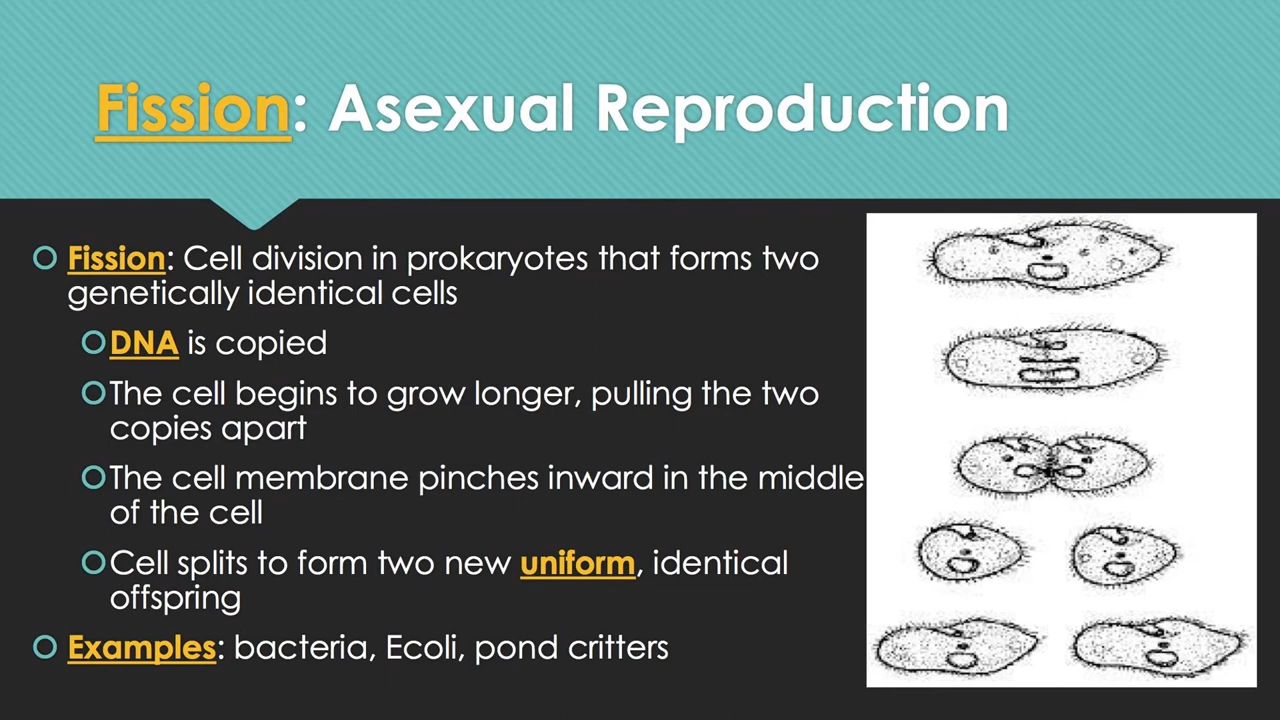 Fission: Asexual Reproduction
Fission: Cell division in prokaryotes that forms two
genetically identical cells
DNA is copied
The cell begins to grow longer, pulling the two
copies apart
The cell membrane pinches inward in the middle
of the cell
Cell splits to form two new uniform, identical
offspring
Examples: bacteria, Ecoli, pond critters